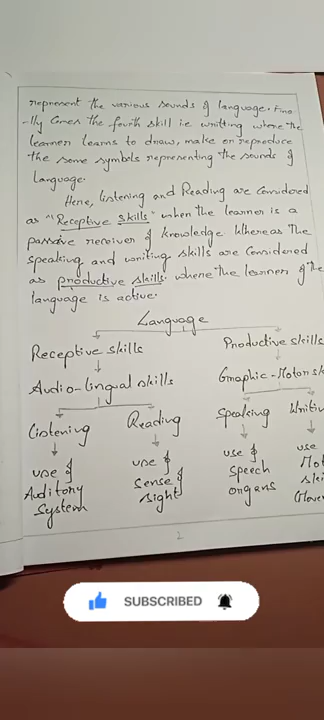 represent the various sounds of language. Fina
-lly comes the fourth skill i.e writting where the
learner learns to draw, make or reproduce
the some symbols representing the sounds of
language.
Here, listening and Reading are considered
as "Receptive skills" when the learner is a
passive receiver of knowledge whereas the
speaking and writing skills are considered
as productive skills where the learner of the
language is active.
Language
Receptive skills Productive skills
Audio-lingual skills Graphic-Motor sk
Listening Reading Speaking Writin
use of use of use of use
Auditory sense of speech Mot
System sight organs ski
2
SUBSCRIBED